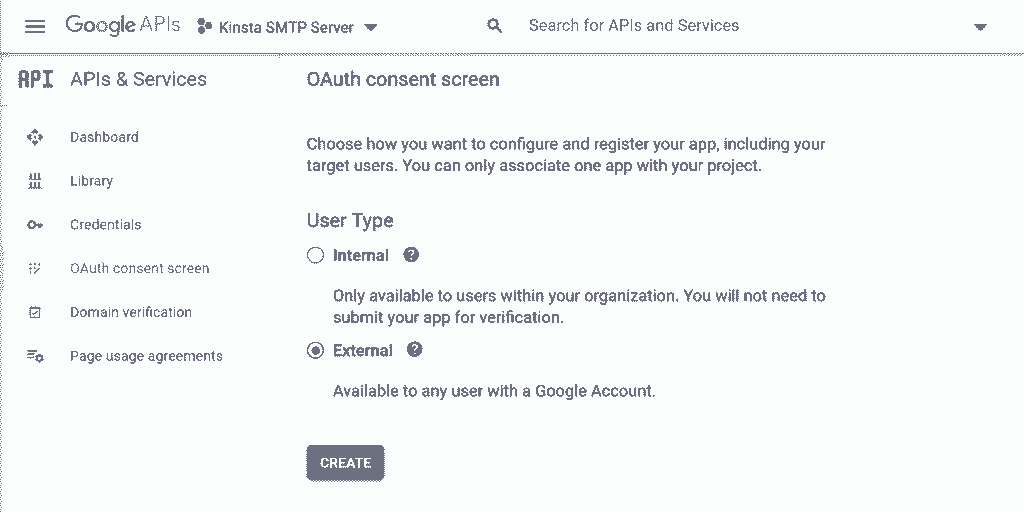 Google APIs Kinsta SMTP Server Search for APIs and Services
API APIs & Services
Dashboard
Library
Credentials
OAuth consent screen
Domain verification
Page usage agreements
OAuth consent screen
Choose how you want to configure and register your app, including your
target users. You can only associate one app with your project.
User Type
Internal
Only available to users within your organization. You will not need to
submit your app for verification.
External
Available to any user with a Google Account.
CREATE